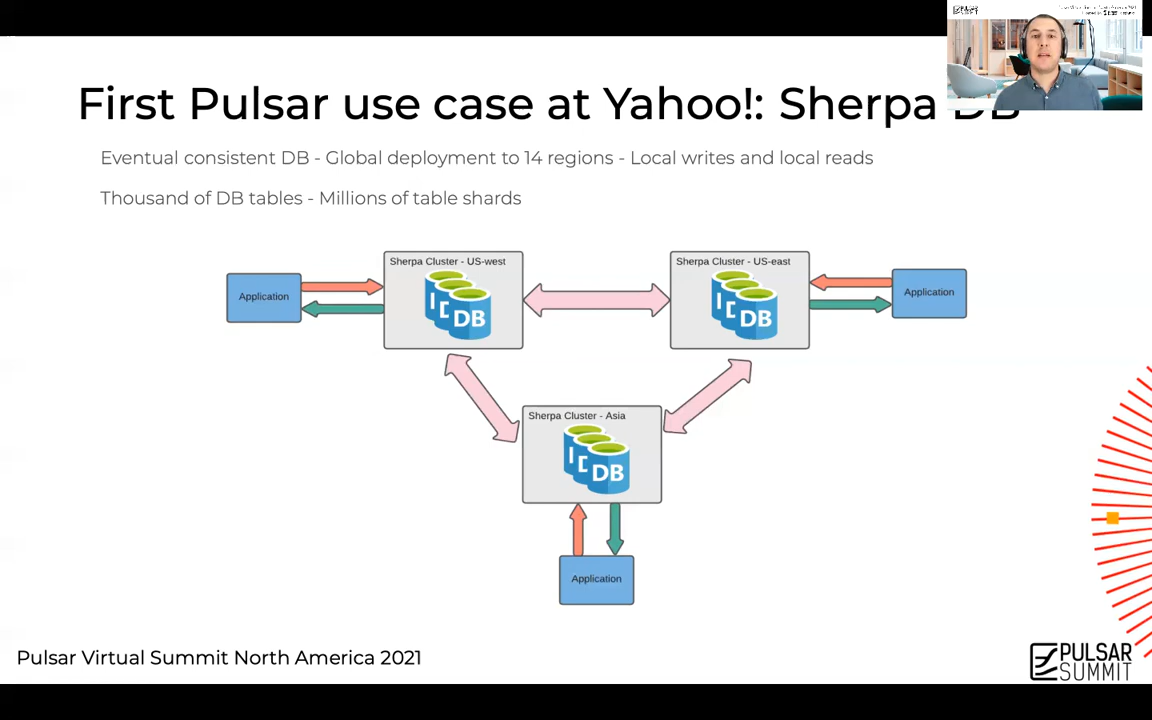 First Pulsar use case at Yahoo!: Sherpa DB
Eventual consistent DB - Global deployment to 14 regions - Local writes and local reads
Thousand of DB tables - Millions of table shards
Sherpa Cluster - US-west
DB
Sherpa Cluster - US-east
DB
Application
Application
Sherpa Cluster - Asia
DB
Application
Pulsar Virtual Summit North America 2021
PULSAR
SUMMIT